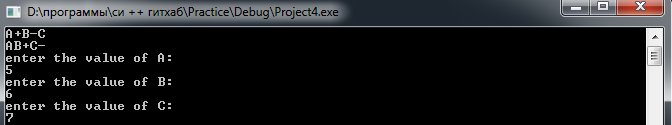 D:\программы\си ++ гитхаб\Practice\Debug\Project4.exe
A+B-C
AB+C-
enter the value of A:
5
enter the value of B:
6
enter the value of C:
7